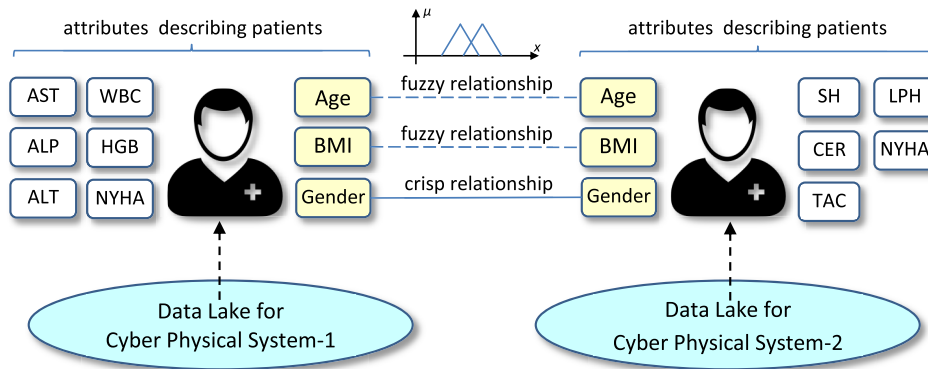 attributes describing patients
μ
x
attributes describing patients
AST
WBC
Age
fuzzy relationship
Age
SH
LPH
ALP
HGB
BMI
fuzzy relationship
BMI
CER
NYHA
ALT
NYHA
Gender
crisp relationship
Gender
TAC
Data Lake for
Cyber Physical System-1
Data Lake for
Cyber Physical System-2